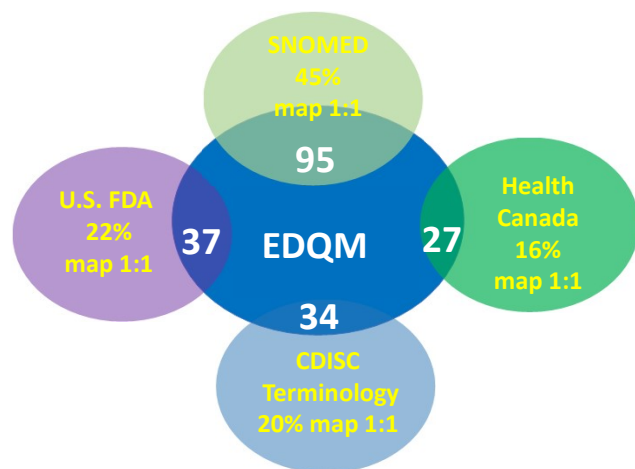 SNOMED
45%
map 1:1
95
U.S. FDA
22%
map 1:1
37
EDQM
27
Health
Canada
16%
map 1:1
34
CDISC
Terminology
20% map 1:1